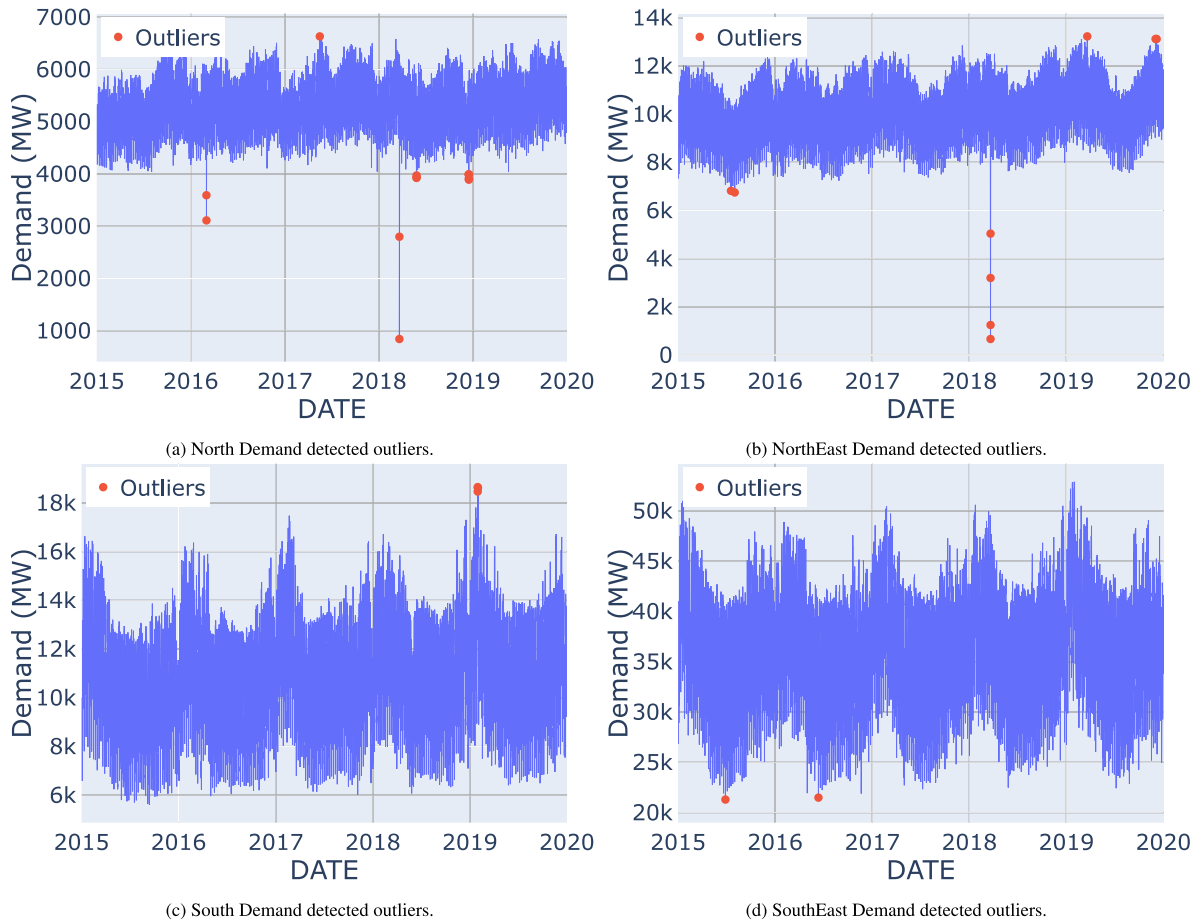 7000
6000
5000
4000
3000
2000
1000
Demand (MW)
Outliers
2015 2016 2017 2018 2019 2020
DATE
(a) North Demand detected outliers.
14k
12k
10k
8k
6k
4k
2k
0
Demand (MW)
Outliers
2015 2016 2017 2018 2019 2020
DATE
(b) NorthEast Demand detected outliers.
18k
16k
14k
12k
10k
8k
6k
Demand (MW)
Outliers
2015 2016 2017 2018 2019 2020
DATE
(c) South Demand detected outliers.
50k
45k
40k
35k
30k
25k
20k
Demand (MW)
Outliers
2015 2016 2017 2018 2019 2020
DATE
(d) SouthEast Demand detected outliers.